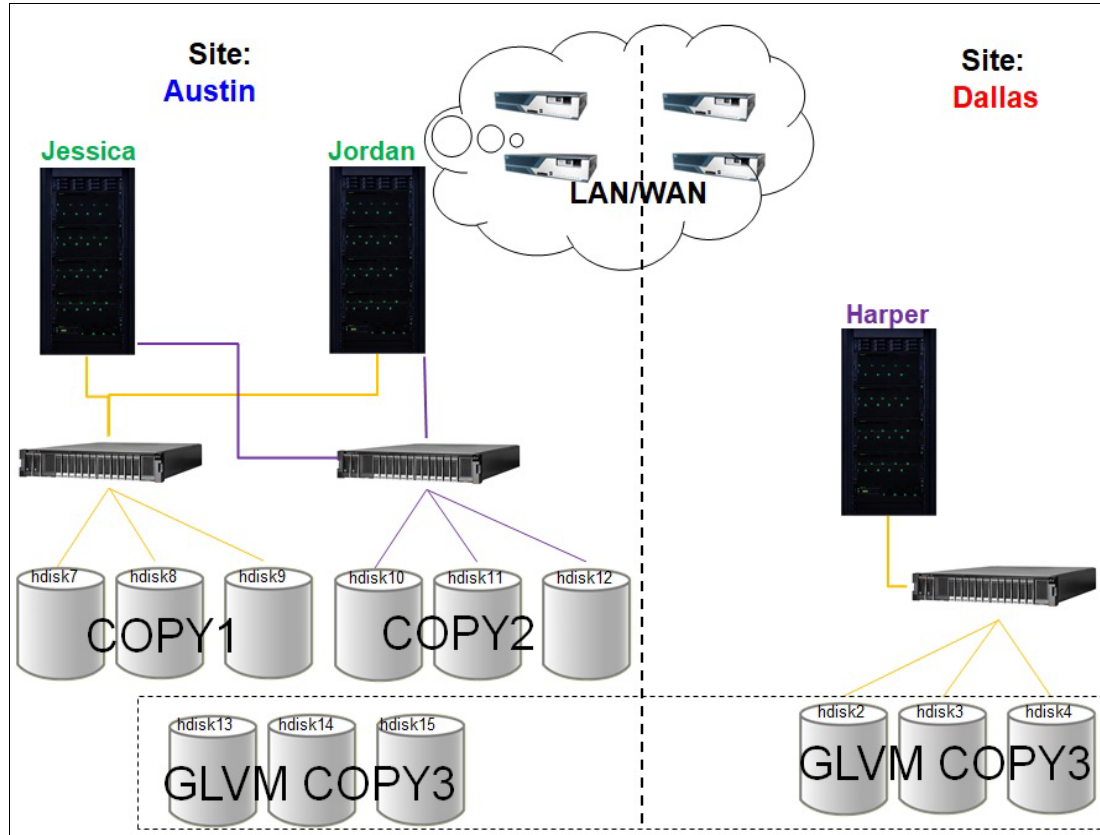 Site:
Austin
Site:
Dallas
Jessica
Jordan
LAN/WAN
Harper
hdisk7
hdisk8
hdisk9
hdisk10
hdisk11
hdisk12
COPY1
COPY2
hdisk13
hdisk14
hdisk15
GLVM COPY3
hdisk2
hdisk3
hdisk4
GLVM COPY3